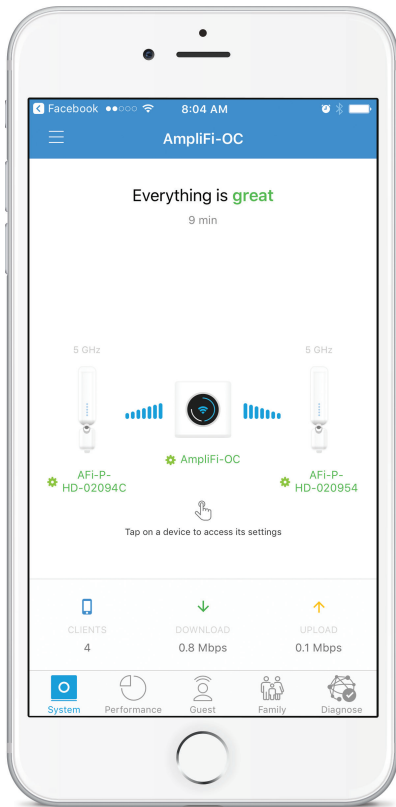 Facebook 8:04 AM
AmpliFi-OC
Everything is great
9 min
5 GHz 5 GHz
AmpliFi-OC
AFi-P-
HD-02094C
AFi-P-
HD-020954
Tap on a device to access its settings
CLIENTS DOWNLOAD UPLOAD
4 0.8 Mbps 0.1 Mbps
System Performance Guest Family Diagnose